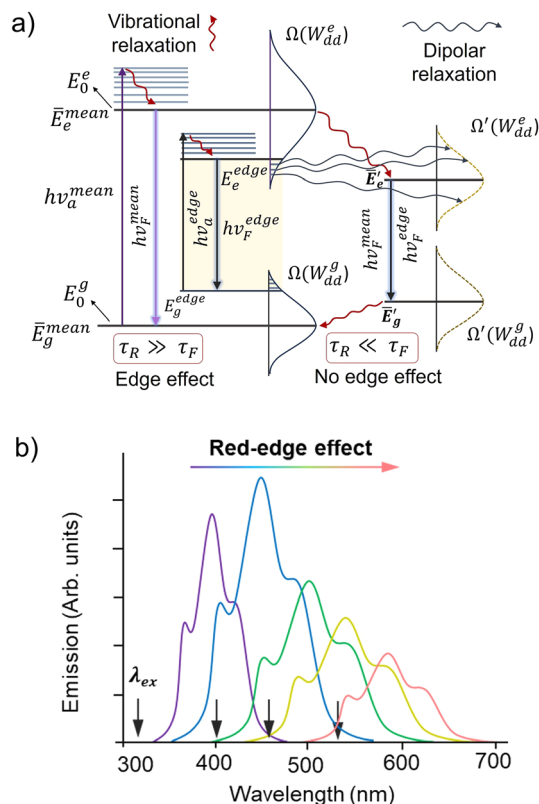 a)
Vibrational
relaxation
Ω(W_dd^e)
Dipolar
relaxation
E_0^e
Ω'(W_dd^e)
Ē_e^mean
E_e^edge
Ē'_e
hν_a^mean
hν_F^mean
hν_a^edge
hν_F^edge
hν_F^mean
hν_F^edge
E_0^g
E_g^edge
Ω(W_dd^g)
Ē_g^mean
Ē'_g
Ω'(W_dd^g)
τ_R ≫ τ_F
τ_R ≪ τ_F
Edge effect
No edge effect
b)
Red-edge effect
Emission (Arb. units)
λ_ex
300 400 500 600 700
Wavelength (nm)